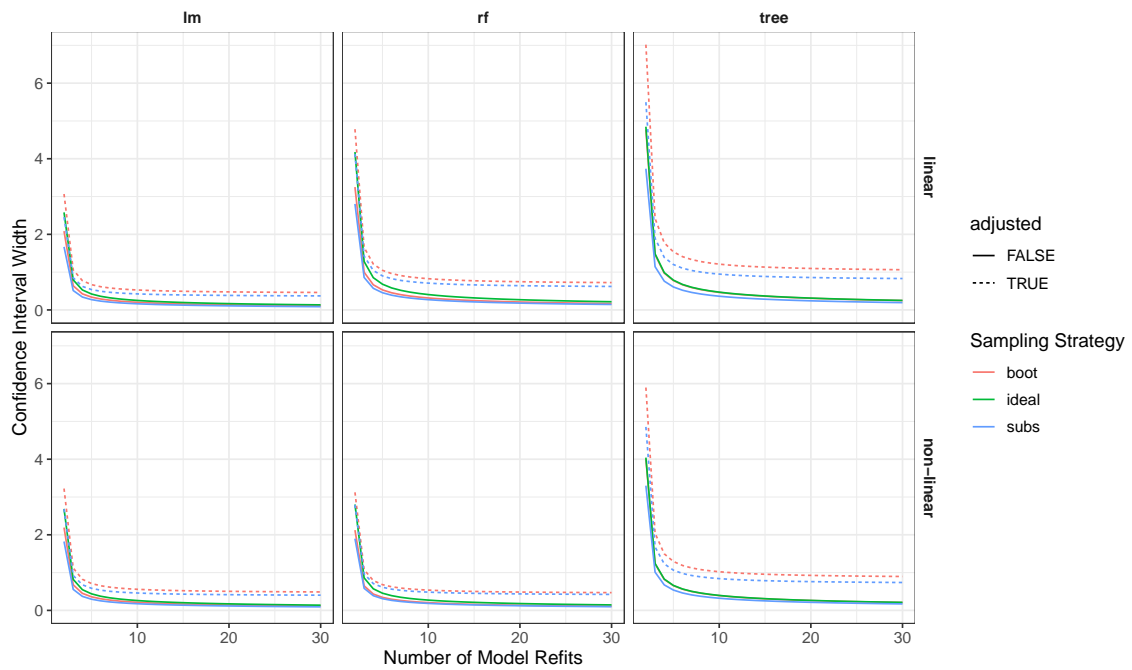 lm rf tree
6
4
2
0
linear
6
4
2
0
non−linear
10 20 30 10 20 30 10 20 30
Number of Model Refits
Confidence Interval Width
adjusted
FALSE
TRUE
Sampling Strategy
boot
ideal
subs